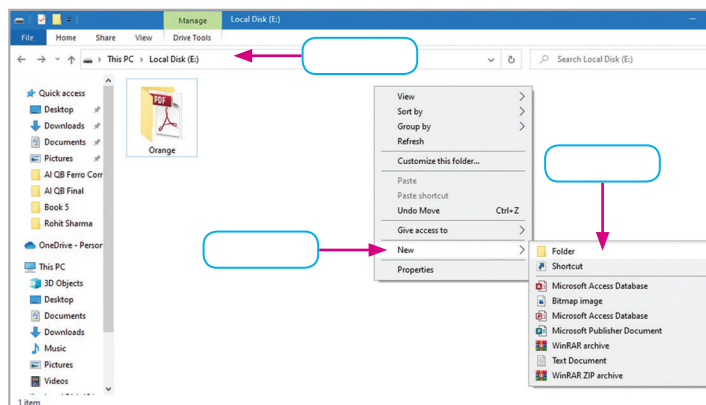 Manage
Local Disk (E:)
File
Home
Share
View
Drive Tools
This PC > Local Disk (E:)
Search Local Disk (E:)
Quick access
Desktop
Downloads
Documents
Pictures
AI QB Ferro Corr
AI QB Final
Book 5
Rohit Sharma
OneDrive - Person
This PC
3D Objects
Desktop
Documents
Downloads
Music
Pictures
Videos
1 item
PDF
Orange
View
Sort by
Group by
Refresh
Customize this folder...
Paste
Paste shortcut
Undo Move Ctrl+Z
Give access to
New
Properties
Folder
Shortcut
Microsoft Access Database
Bitmap image
Microsoft Access Database
Microsoft Publisher Document
WinRAR archive
Text Document
WinRAR ZIP archive